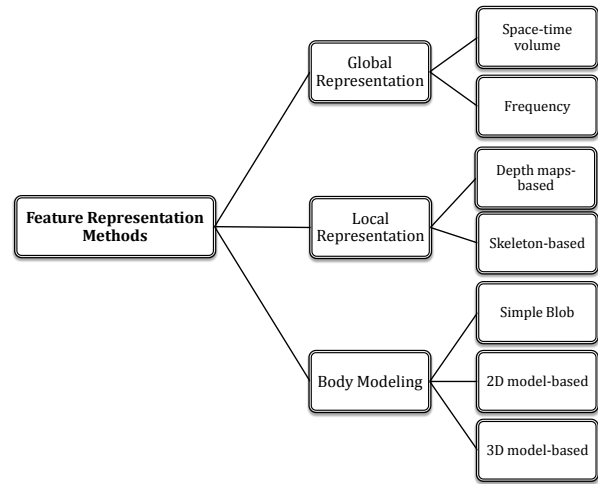 Feature Representation
Methods
Global
Representation
Space-time
volume
Frequency
Local
Representation
Depth maps-
based
Skeleton-based
Body Modeling
Simple Blob
2D model-based
3D model-based